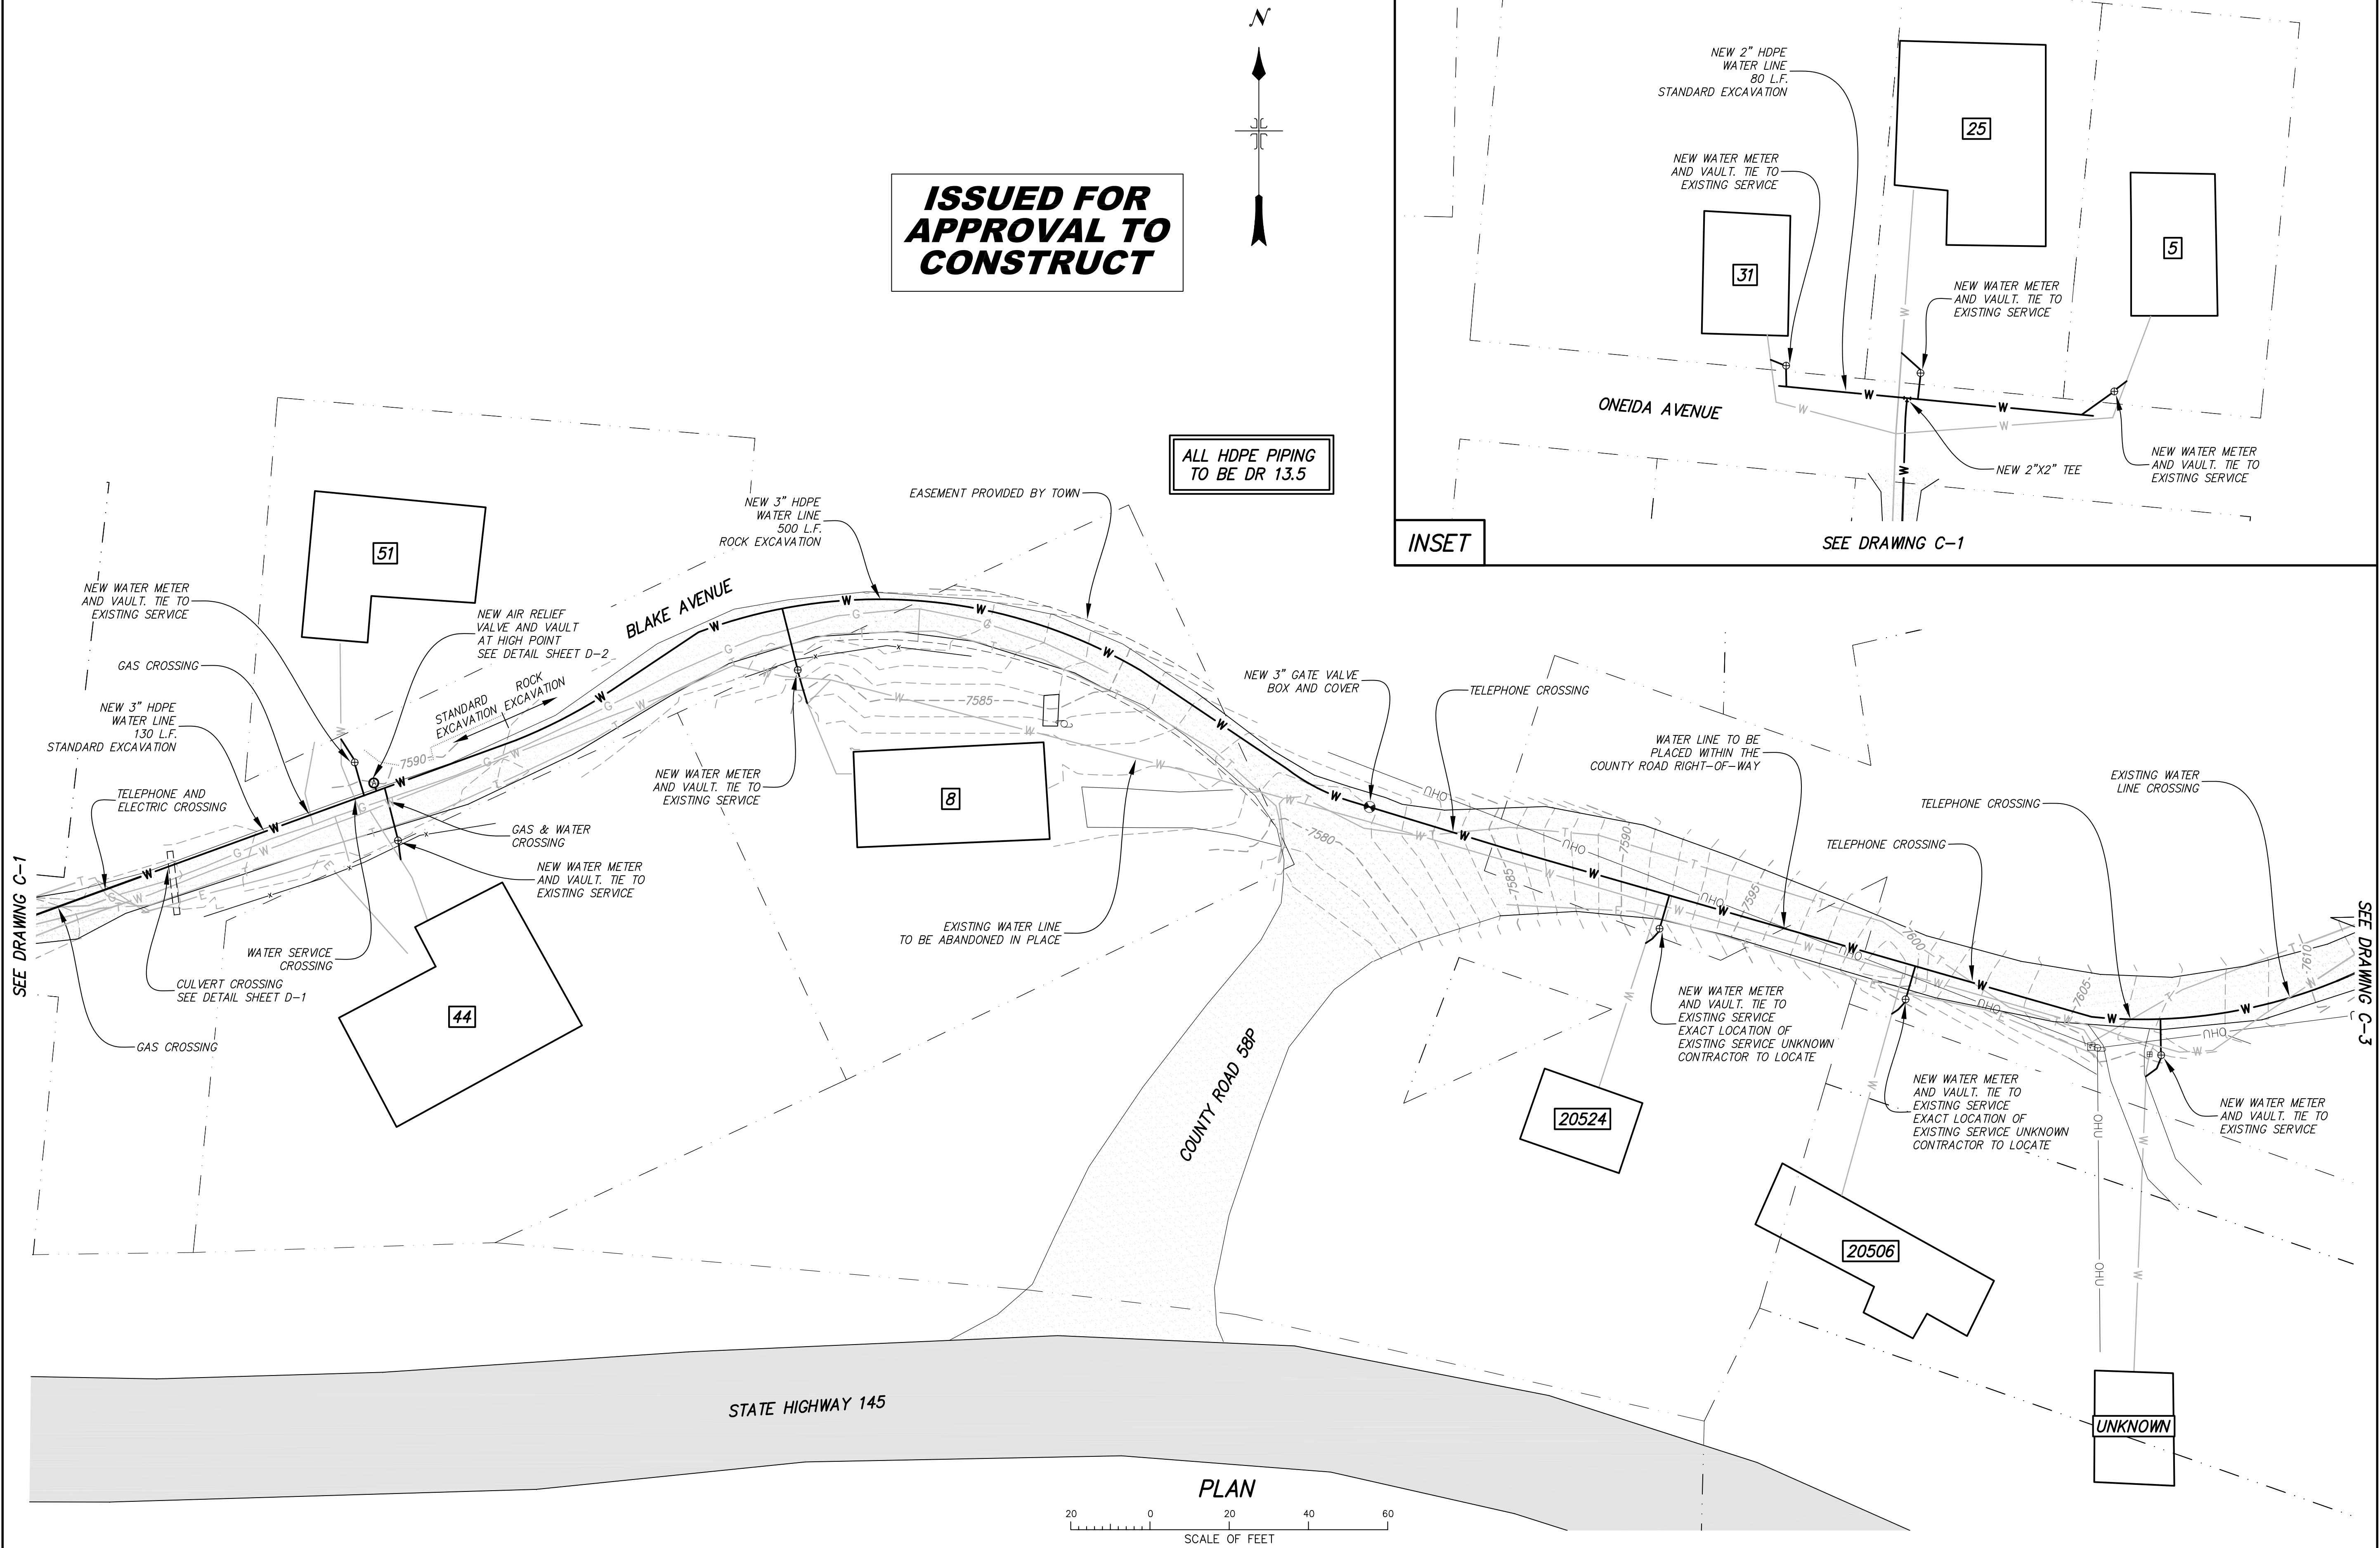 N
ISSUED FOR
APPROVAL TO
CONSTRUCT
NEW 2" HDPE
WATER LINE
80 L.F.
STANDARD EXCAVATION
NEW WATER METER
AND VAULT. TIE TO
EXISTING SERVICE
25
31
5
NEW WATER METER
AND VAULT. TIE TO
EXISTING SERVICE
ONEIDA AVENUE
W
W
W
W
W
W
NEW 2"X2" TEE
NEW WATER METER
AND VAULT. TIE TO
EXISTING SERVICE
INSET
SEE DRAWING C-1
ALL HDPE PIPING
TO BE DR 13.5
EASEMENT PROVIDED BY TOWN
NEW 3" HDPE
WATER LINE
500 L.F.
ROCK EXCAVATION
51
NEW WATER METER
AND VAULT. TIE TO
EXISTING SERVICE
NEW AIR RELIEF
VALVE AND VAULT
AT HIGH POINT
SEE DETAIL SHEET D-2
BLAKE AVENUE
GAS CROSSING
STANDARD
EXCAVATION
ROCK
EXCAVATION
NEW 3" HDPE
WATER LINE
130 L.F.
STANDARD EXCAVATION
7590
A
TELEPHONE AND
ELECTRIC CROSSING
GAS & WATER
CROSSING
NEW WATER METER
AND VAULT. TIE TO
EXISTING SERVICE
SEE DRAWING C-1
WATER SERVICE
CROSSING
CULVERT CROSSING
SEE DETAIL SHEET D-1
GAS CROSSING
44
7585
NEW WATER METER
AND VAULT. TIE TO
EXISTING SERVICE
8
EXISTING WATER LINE
TO BE ABANDONED IN PLACE
NEW 3" GATE VALVE
BOX AND COVER
TELEPHONE CROSSING
WATER LINE TO BE
PLACED WITHIN THE
COUNTY ROAD RIGHT-OF-WAY
EXISTING WATER
LINE CROSSING
TELEPHONE CROSSING
TELEPHONE CROSSING
7580
7585
7590
7595
7600
7605
7610
OHU
OHU
OHU
OHU
OHU
OHU
OHU
OHU
SEE DRAWING C-3
NEW WATER METER
AND VAULT. TIE TO
EXISTING SERVICE
EXACT LOCATION OF
EXISTING SERVICE UNKNOWN
CONTRACTOR TO LOCATE
NEW WATER METER
AND VAULT. TIE TO
EXISTING SERVICE
EXACT LOCATION OF
EXISTING SERVICE UNKNOWN
CONTRACTOR TO LOCATE
NEW WATER METER
AND VAULT. TIE TO
EXISTING SERVICE
COUNTY ROAD 58P
20524
20506
UNKNOWN
STATE HIGHWAY 145
PLAN
20 0 20 40 60
SCALE OF FEET